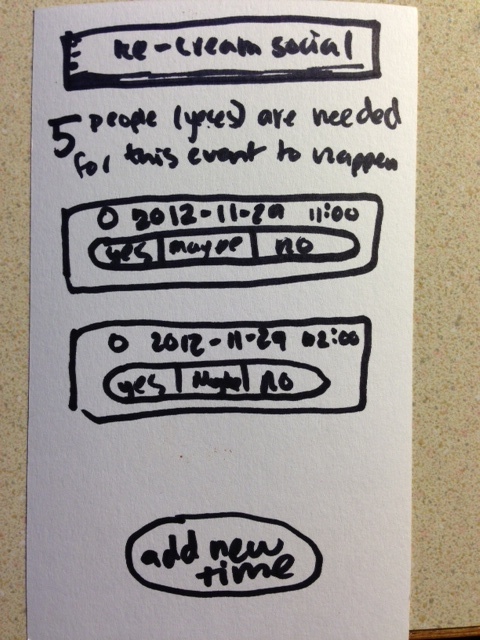 ice-cream social
5 people (yeses) are needed
for this event to happen
0 2012-11-29 11:00
yes maybe no
0 2012-11-29 02:00
yes Maybe no
add new
time